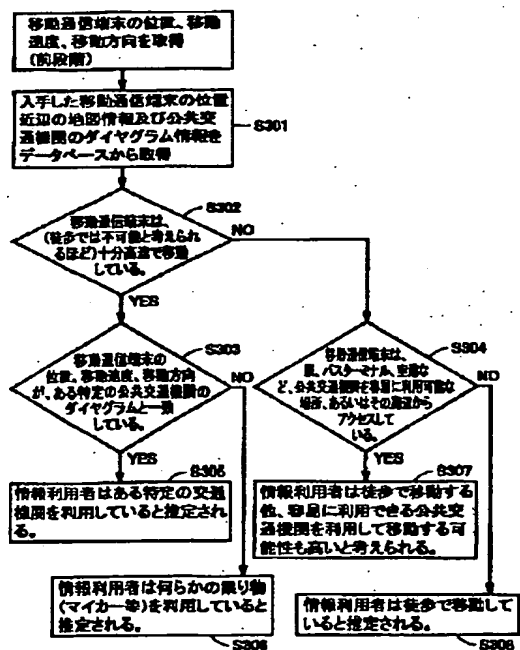 移動通信端末の位置、移動
速度、移動方向を取得
(前段階)
入手した移動通信端末の位置
近辺の地図情報及び公共交
通機関のダイヤグラム情報を
データベースから取得
S301
移動通信端末は、
(徒歩では不可能と考えられ
るほど)十分高速で移動
している。
S302
NO
YES
移動通信端末の
位置、移動速度、移動方向
が、ある特定の公共交通機関の
ダイヤグラムと一致
している。
S303
NO
YES
移動通信端末は、
駅、バスターミナル、空港な
ど、公共交通機関を容易に利用可能な
場所、あるいはその周辺から
アクセスして
いる。
S304
NO
YES
S305
情報利用者はある特定の交通
機関を利用していると推定され
る。
S307
情報利用者は徒歩で移動する
他、容易に利用できる公共交
通機関を利用して移動する可
能性も高いと考えられる。
情報利用者は何らかの乗り物
(マイカー等)を利用していると
推定される。
S306
情報利用者は徒歩で移動して
いると推定される。
S308